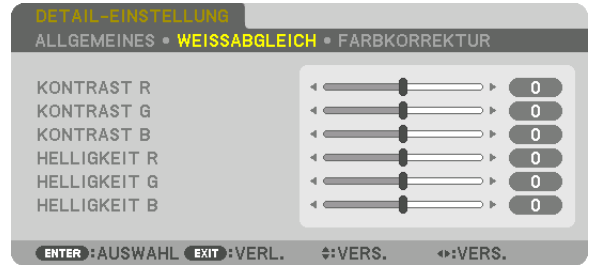 DETAIL-EINSTELLUNG
ALLGEMEINES • WEISSABGLEICH • FARBKORREKTUR
KONTRAST R 0
KONTRAST G 0
KONTRAST B 0
HELLIGKEIT R 0
HELLIGKEIT G 0
HELLIGKEIT B 0
ENTER :AUSWAHL EXIT :VERL. :VERS. :VERS.